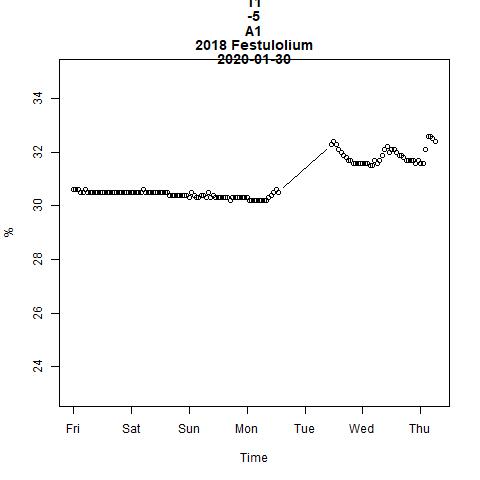 T1
-5
A1
2018 Festulolium
2020-01-30
34
32
30
28
26
24
%
Fri Sat Sun Mon Tue Wed Thu
Time